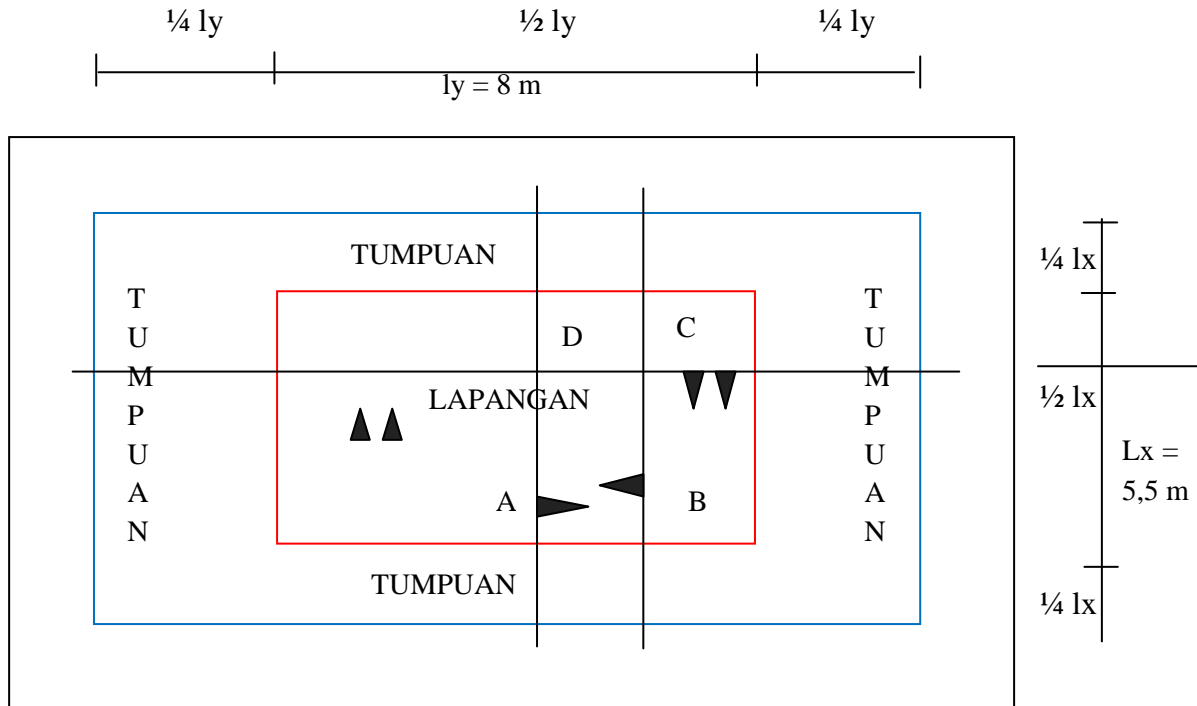 ¼ ly ½ ly ¼ ly
ly = 8 m
TUMPUAN
¼ lx
T
U
M
P
U
A
N
D
C
T
U
M
P
U
A
N
LAPANGAN
½ lx
Lx =
5,5 m
A
B
TUMPUAN
¼ lx